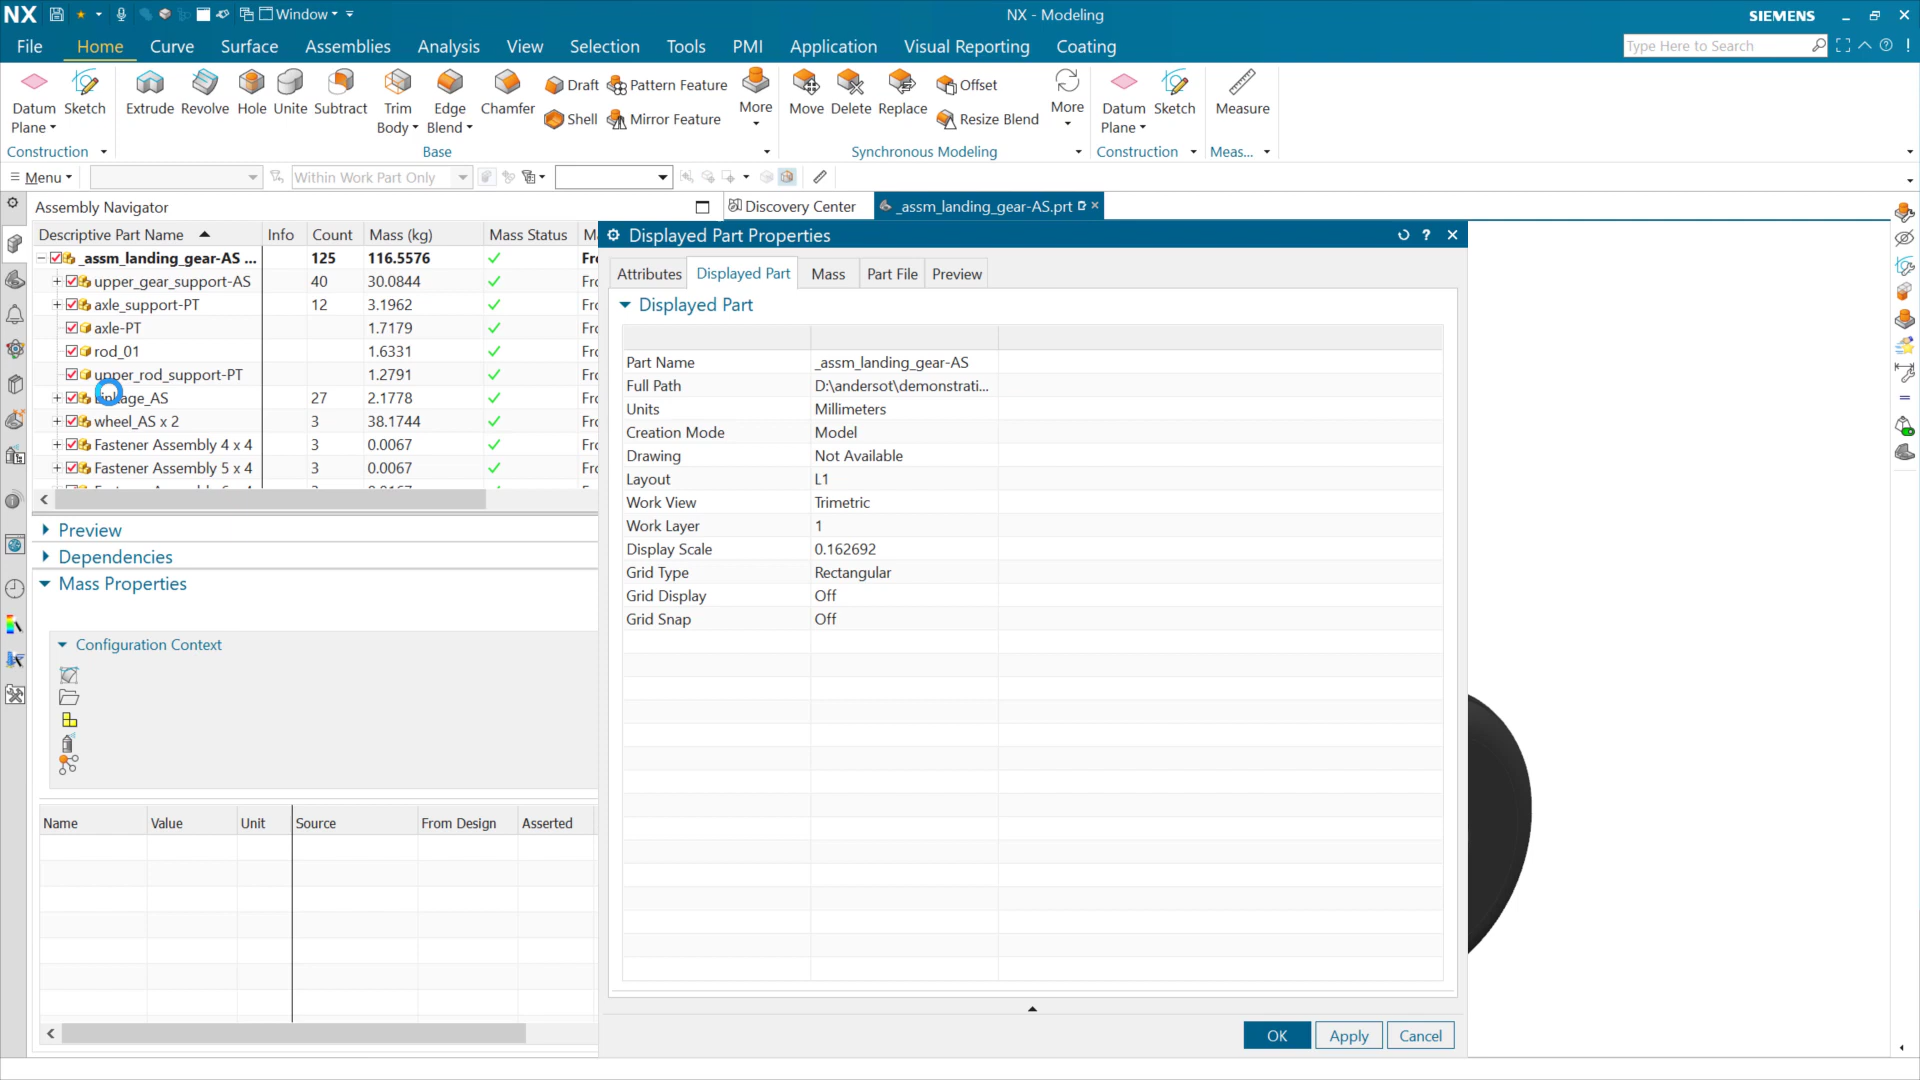 NX Window NX - Modeling SIEMENS
File Home Curve Surface Assemblies Analysis View Selection Tools PMI Application Visual Reporting Coating Type Here to Search
Datum Plane Sketch Extrude Revolve Hole Unite Subtract Trim Body Edge Blend Chamfer Draft Shell Pattern Feature Mirror Feature More Move Delete Replace Offset Resize Blend More Datum Plane Sketch Measure
Construction Base Synchronous Modeling Construction Meas...
Menu Within Work Part Only
Assembly Navigator Discovery Center _assm_landing_gear-AS.prt
Descriptive Part Name Info Count Mass (kg) Mass Status
_assm_landing_gear-AS ... 125 116.5576
upper_gear_support-AS 40 30.0844
axle_support-PT 12 3.1962
axle-PT 1.7179
rod_01 1.6331
upper_rod_support-PT 1.2791
27 2.1778
wheel_AS x 2 3 38.1744
Fastener Assembly 4 x 4 3 0.0067
Fastener Assembly 5 x 4 3 0.0067
Preview
Dependencies
Mass Properties
Configuration Context
Name Value Unit Source From Design Asserted
Displayed Part Properties
Attributes Displayed Part Mass Part File Preview
Displayed Part
Part Name _assm_landing_gear-AS
Full Path D:\andersot\demonstrati...
Units Millimeters
Creation Mode Model
Drawing Not Available
Layout L1
Work View Trimetric
Work Layer 1
Display Scale 0.162692
Grid Type Rectangular
Grid Display Off
Grid Snap Off
OK Apply Cancel